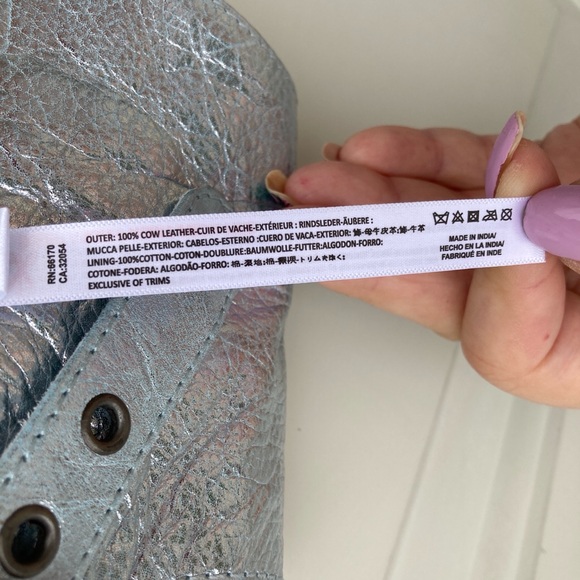 RN:86170
CA:32054
OUTER: 100% COW LEATHER-CUIR DE VACHE-EXTÉRIEUR : RINDSLEDER-ÄUßERE :
MUCCA PELLE-EXTERIOR: CABELOS-ESTERNO :CUERO DE VACA-EXTERIOR:
LINING-100%COTTON-COTON-DOUBLURE:BAUMWOLLE-FUTTER:ALGODON-FORRO:
COTONE-FODERA: ALGODÃO-FORRO:
EXCLUSIVE OF TRIMS
MADE IN INDIA/
HECHO EN LA INDIA/
FABRIQUÉ EN INDE